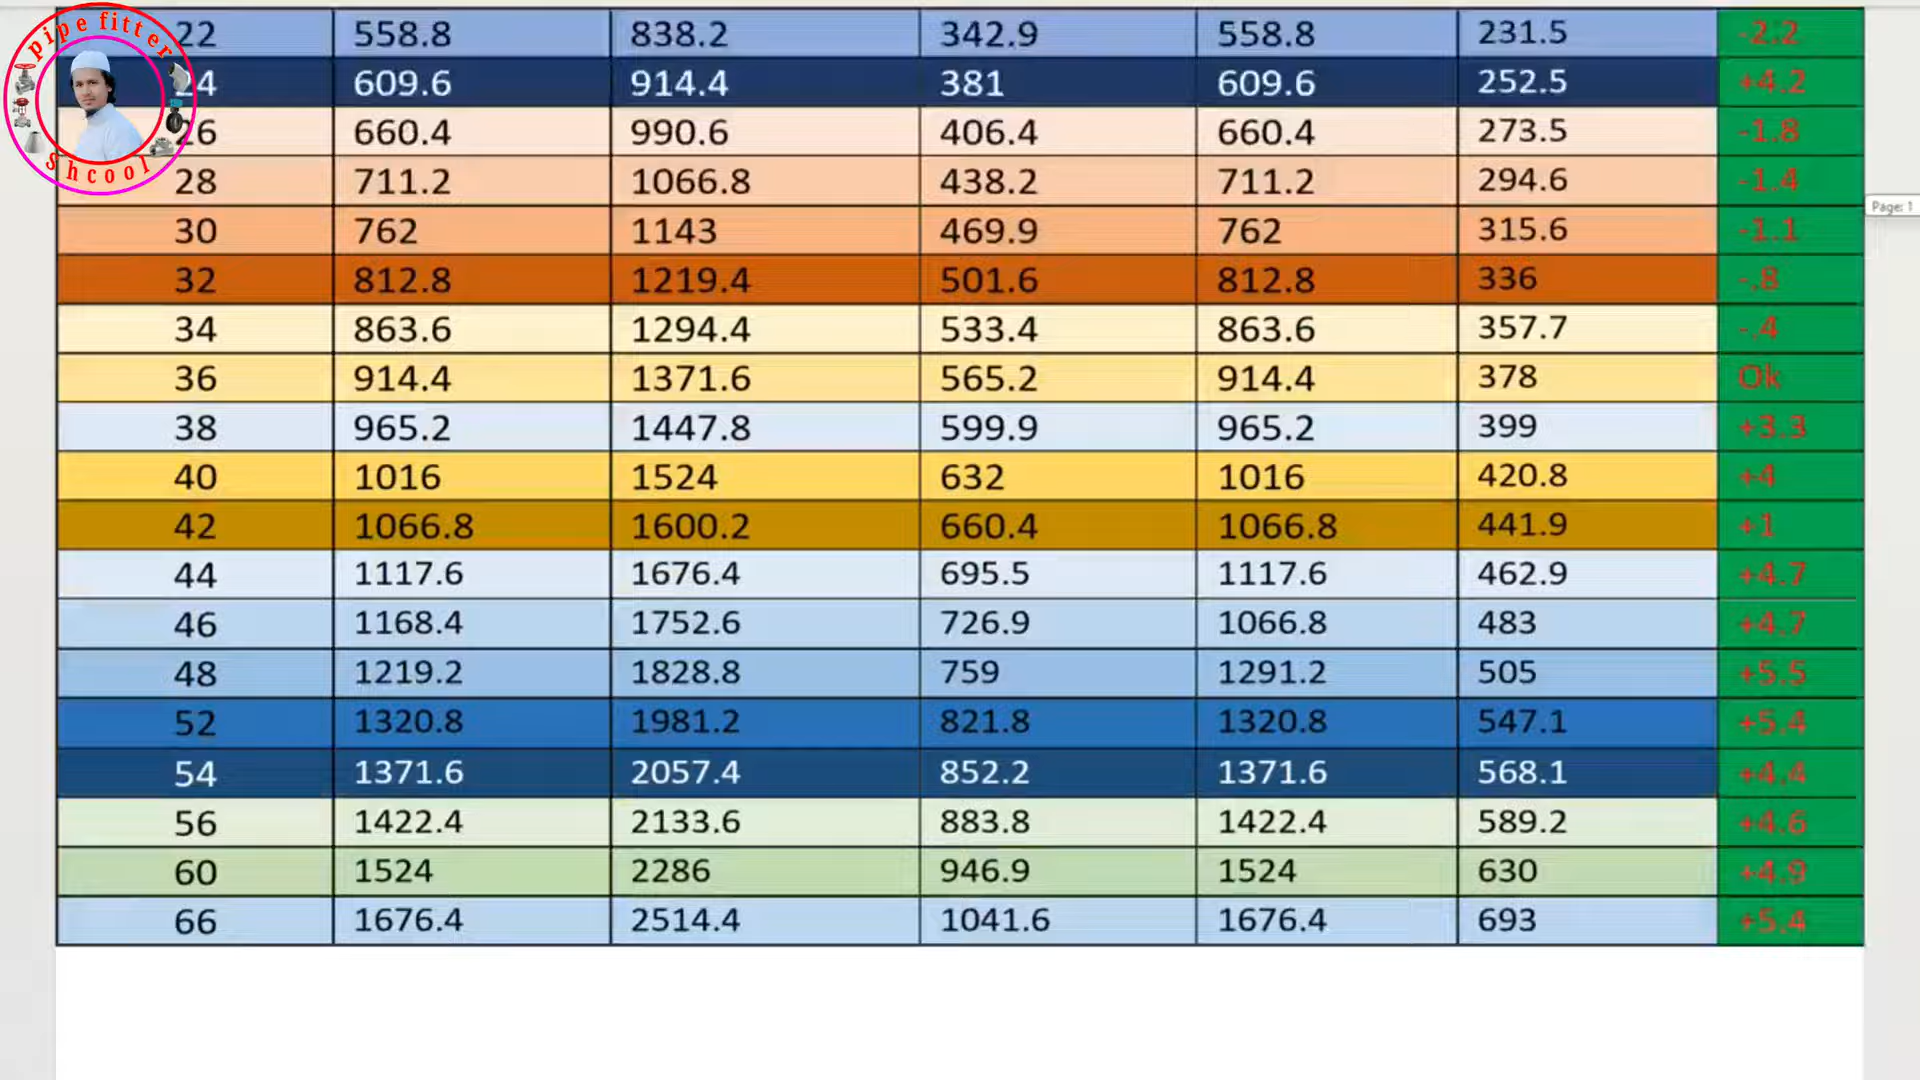 pipe fitter
Shcool
22 558.8 838.2 342.9 558.8 231.5 -2.2
24 609.6 914.4 381 609.6 252.5 +4.2
26 660.4 990.6 406.4 660.4 273.5 -1.8
28 711.2 1066.8 438.2 711.2 294.6 -1.4
30 762 1143 469.9 762 315.6 -1.1
32 812.8 1219.4 501.6 812.8 336 -.8
34 863.6 1294.4 533.4 863.6 357.7 -.4
36 914.4 1371.6 565.2 914.4 378 Ok
38 965.2 1447.8 599.9 965.2 399 +3.3
40 1016 1524 632 1016 420.8 +4
42 1066.8 1600.2 660.4 1066.8 441.9 +1
44 1117.6 1676.4 695.5 1117.6 462.9 +4.7
46 1168.4 1752.6 726.9 1066.8 483 +4.7
48 1219.2 1828.8 759 1291.2 505 +5.5
52 1320.8 1981.2 821.8 1320.8 547.1 +5.4
54 1371.6 2057.4 852.2 1371.6 568.1 +4.4
56 1422.4 2133.6 883.8 1422.4 589.2 +4.6
60 1524 2286 946.9 1524 630 +4.9
66 1676.4 2514.4 1041.6 1676.4 693 +5.4
Page: 1